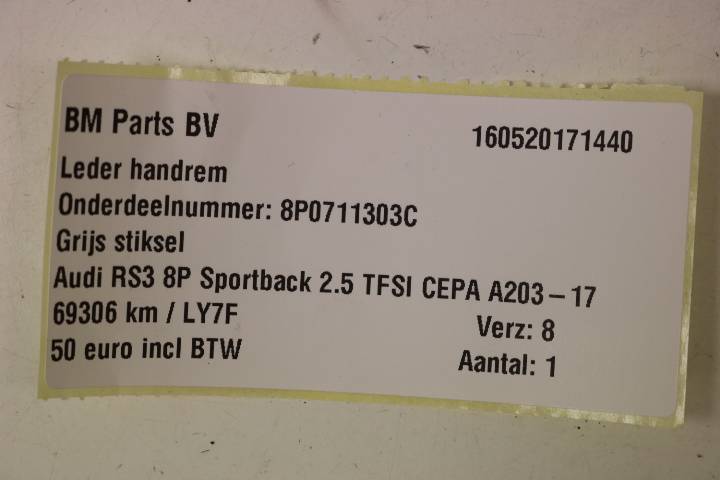 BM Parts BV 160520171440
Leder handrem
Onderdeelnummer: 8P0711303C
Grijs stiksel
Audi RS3 8P Sportback 2.5 TFSI CEPA A203-17
69306 km / LY7F Verz: 8
50 euro incl BTW Aantal: 1